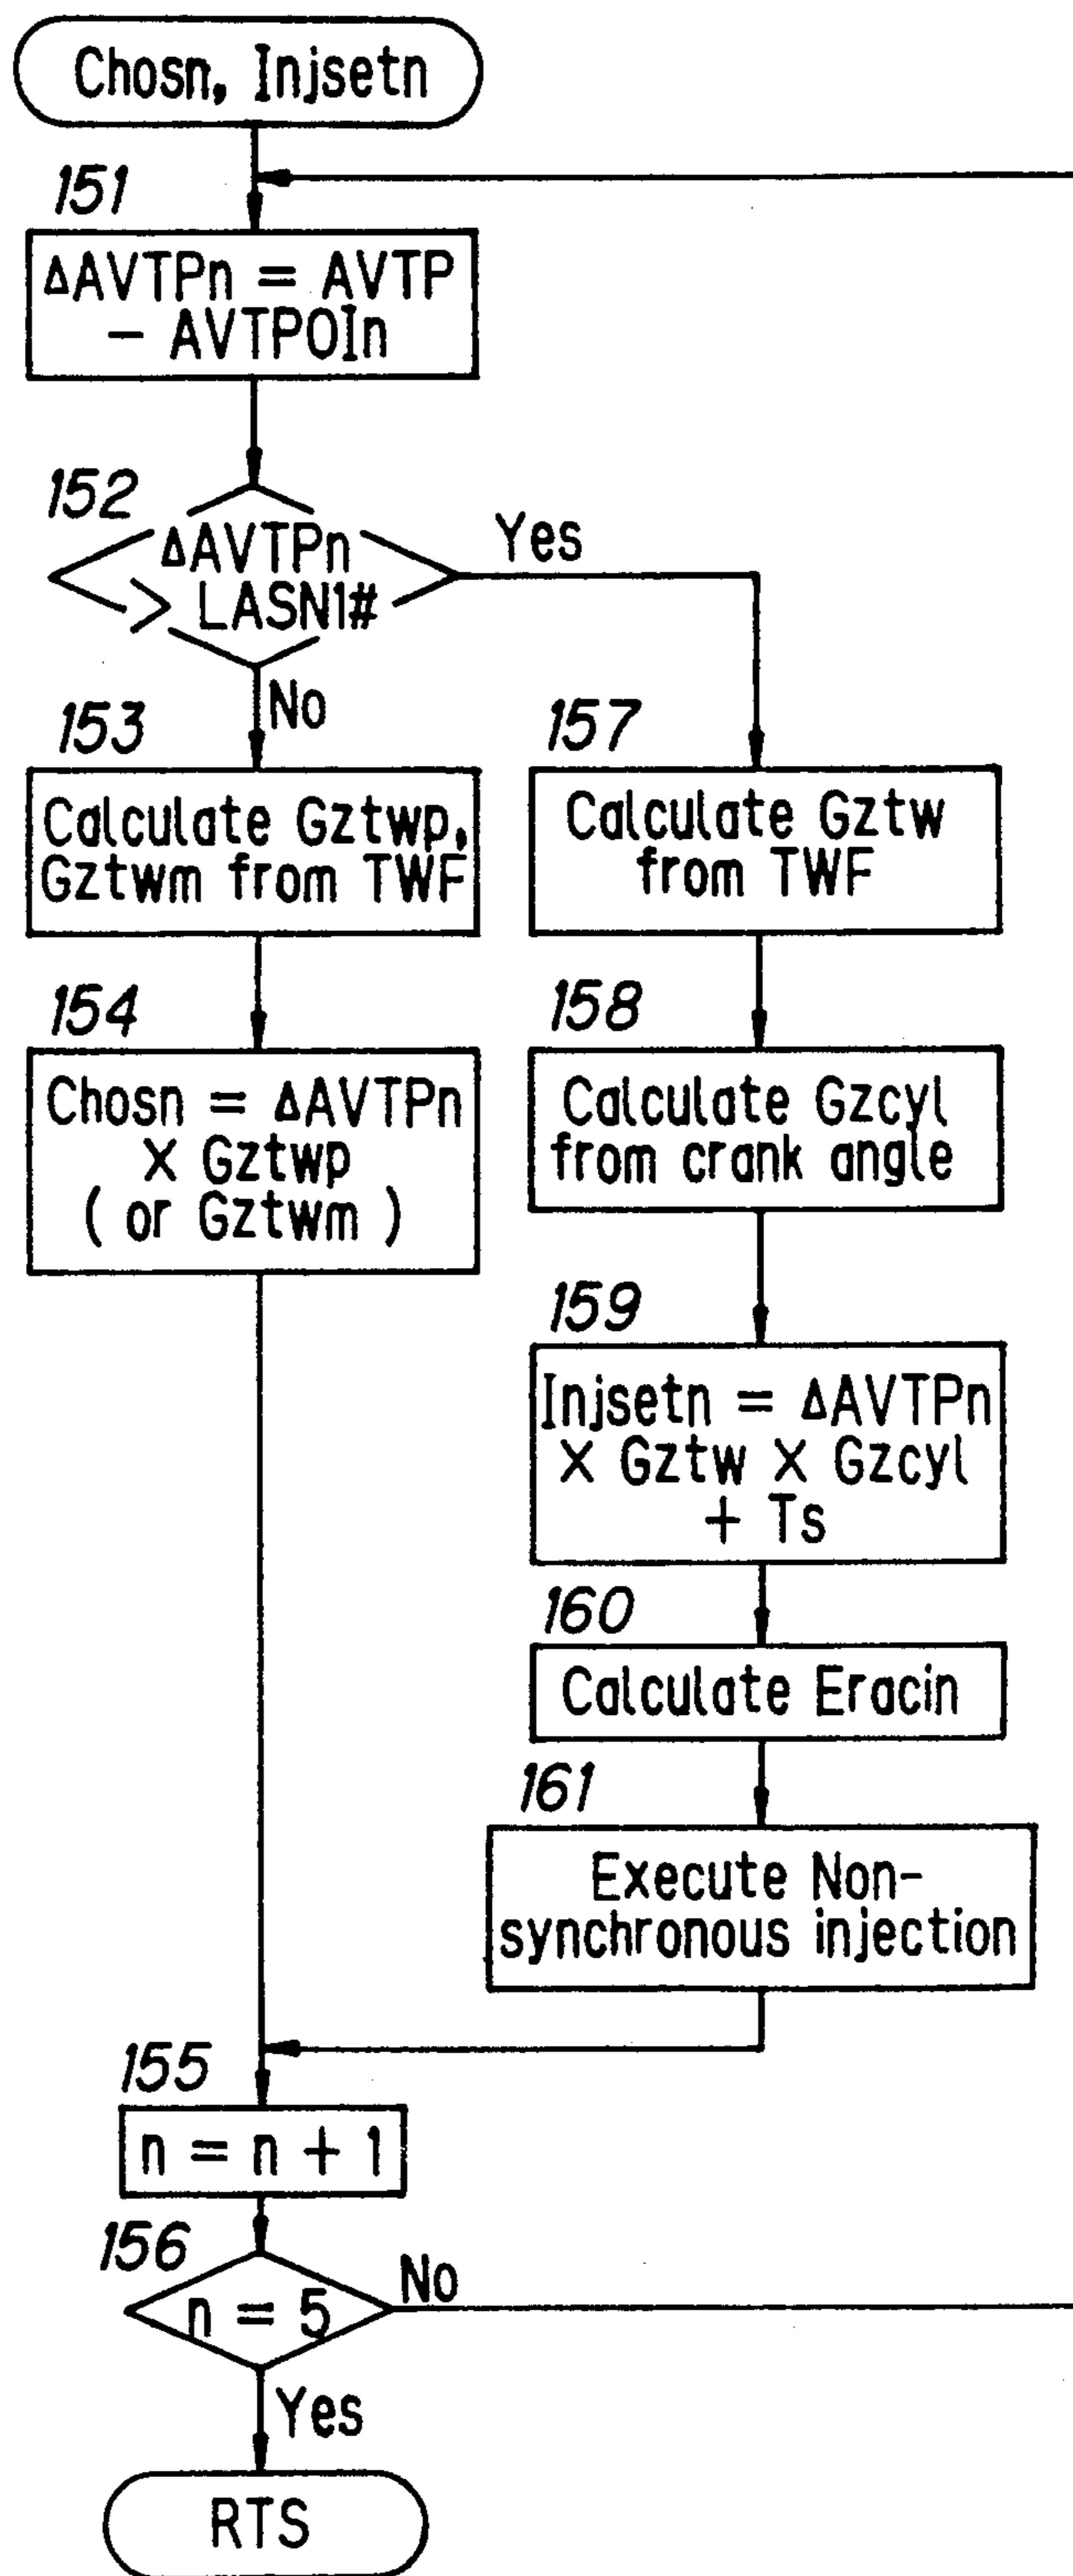 Chosn, Injsetn
151
ΔAVTPn = AVTP
- AVTPOIn
152
ΔAVTPn
> LASN1#
Yes
No
153
Calculate Gztwp,
Gztwm from TWF
154
Chosn = ΔAVTPn
X Gztwp
( or Gztwm )
157
Calculate Gztw
from TWF
158
Calculate Gzcyl
from crank angle
159
Injsetn = ΔAVTPn
X Gztw X Gzcyl
+ Ts
160
Calculate Eracin
161
Execute Non-
synchronous injection
155
n = n + 1
156
n = 5
No
Yes
RTS